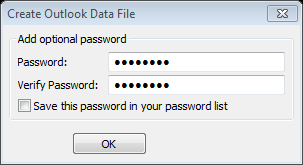 Create Outlook Data File
Add optional password
Password: ••••••••
Verify Password: ••••••••
Save this password in your password list
OK